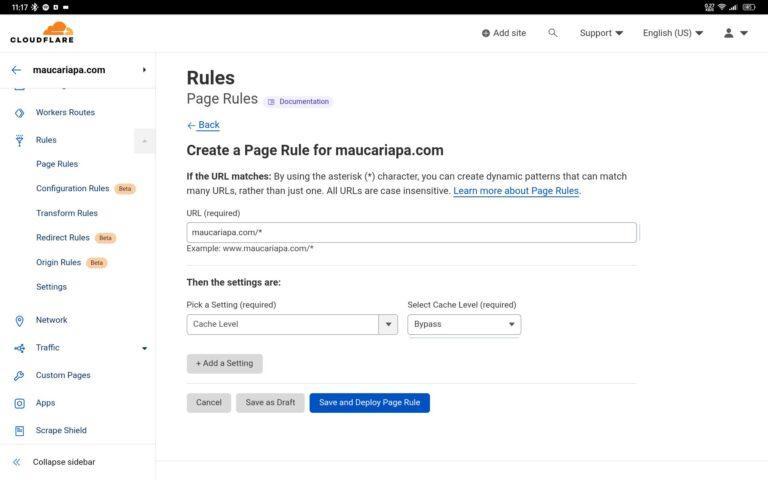 11:17
CLOUDFLARE
Add site
Support
English (US)
maucariapa.com
Workers Routes
Rules
Page Rules
Configuration Rules Beta
Transform Rules
Redirect Rules Beta
Origin Rules Beta
Settings
Network
Traffic
Custom Pages
Apps
Scrape Shield
Collapse sidebar
Rules
Page Rules Documentation
Back
Create a Page Rule for maucariapa.com
If the URL matches: By using the asterisk (*) character, you can create dynamic patterns that can match
many URLs, rather than just one. All URLs are case insensitive. Learn more about Page Rules.
URL (required)
maucariapa.com/*
Example: www.maucariapa.com/*
Then the settings are:
Pick a Setting (required) Select Cache Level (required)
Cache Level Bypass
+ Add a Setting
Cancel Save as Draft Save and Deploy Page Rule